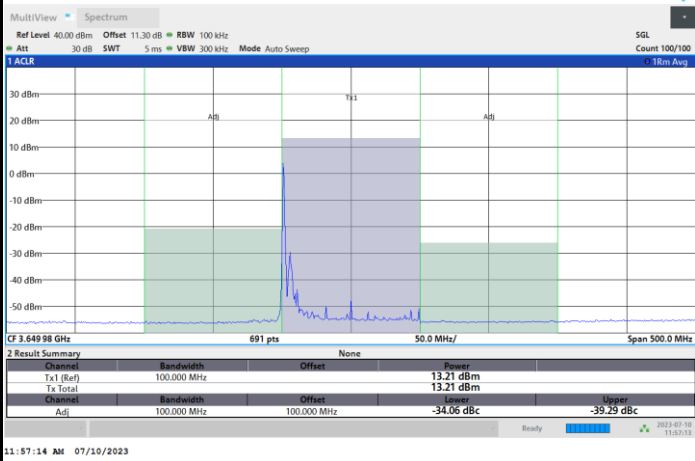 MultiView Spectrum
Ref Level 40.00 dBm Offset 11.30 dB RBW 100 kHz SGL
Att 30 dB SWT 5 ms VBW 300 kHz Mode Auto Sweep Count 100/100
1 ACLR 1Rm Avg
30 dBm
Tx1
20 dBm Adj Adj
10 dBm
0 dBm
-10 dBm
-20 dBm
-30 dBm
-40 dBm
-50 dBm
CF 3.649 98 GHz 691 pts 50.0 MHz/ Span 500.0 MHz
2 Result Summary None
Channel Bandwidth Offset Power
Tx1 (Ref) 100.000 MHz 13.21 dBm
Tx Total 13.21 dBm
Channel Bandwidth Offset Lower Upper
Adj 100.000 MHz 100.000 MHz -34.06 dBc -39.29 dBc
Ready 2023-07-10
11:57:13
11:57:14 AM 07/10/2023